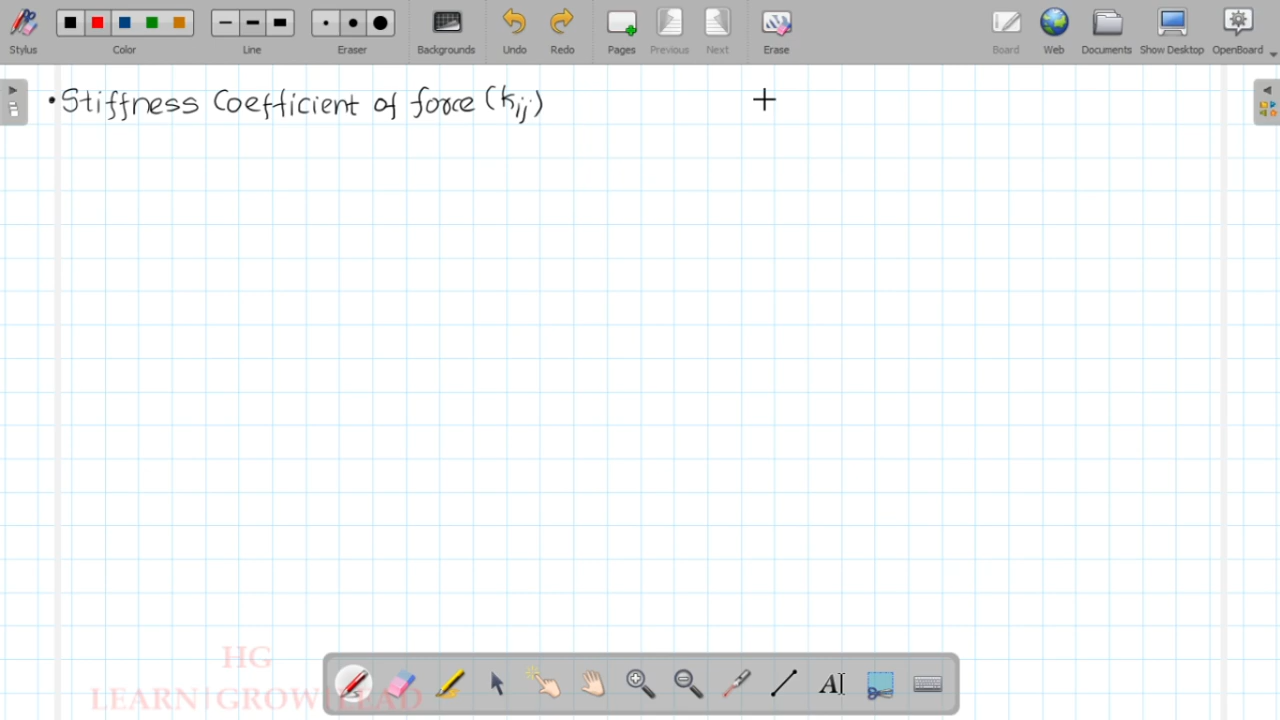 Stylus Color Line Eraser Backgrounds Undo Redo Pages Previous Next Erase Board Web Documents Show Desktop OpenBoard
• Stiffness Coefficient of force (kij)
HG
LEARN|GROW|LEAD